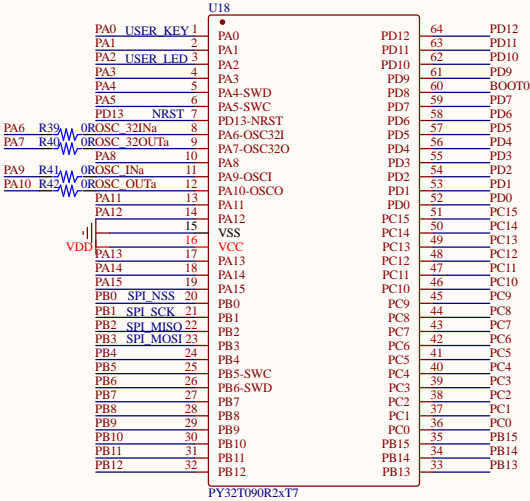 U18
PA0 USER_KEY 1 PA0 PD12 64 PD12
PA1 2 PA1 PD11 63 PD11
PA2 USER_LED 3 PA2 PD10 62 PD10
PA3 4 PA3 PD9 61 PD9
PA4 5 PA4-SWD PD8 60 BOOT0
PA5 6 PA5-SWC PD7 59 PD7
PD13 NRST 7 PD13-NRST PD6 58 PD6
PA6 R39 0R OSC_32INa 8 PA6-OSC32I PD5 57 PD5
PA7 R40 0R OSC_32OUTa 9 PA7-OSC32O PD4 56 PD4
PA8 10 PA8 PD3 55 PD3
PA9 R41 0R OSC_INa 11 PA9-OSCI PD2 54 PD2
PA10 R42 0R OSC_OUTa 12 PA10-OSCO PD1 53 PD1
PA11 13 PA11 PD0 52 PD0
PA12 14 PA12 PC15 51 PC15
15 VSS PC14 50 PC14
VDD 16 VCC PC13 49 PC13
PA13 17 PA13 PC12 48 PC12
PA14 18 PA14 PC11 47 PC11
PA15 19 PA15 PC10 46 PC10
PB0 SPI_NSS 20 PB0 PC9 45 PC9
PB1 SPI_SCK 21 PB1 PC8 44 PC8
PB2 SPI_MISO 22 PB2 PC7 43 PC7
PB3 SPI_MOSI 23 PB3 PC6 42 PC6
PB4 24 PB4 PC5 41 PC5
PB5 25 PB5-SWC PC4 40 PC4
PB6 26 PB6-SWD PC3 39 PC3
PB7 27 PB7 PC2 38 PC2
PB8 28 PB8 PC1 37 PC1
PB9 29 PB9 PC0 36 PC0
PB10 30 PB10 PB15 35 PB15
PB11 31 PB11 PB14 34 PB14
PB12 32 PB12 PB13 33 PB13
PY32T090R2xT7